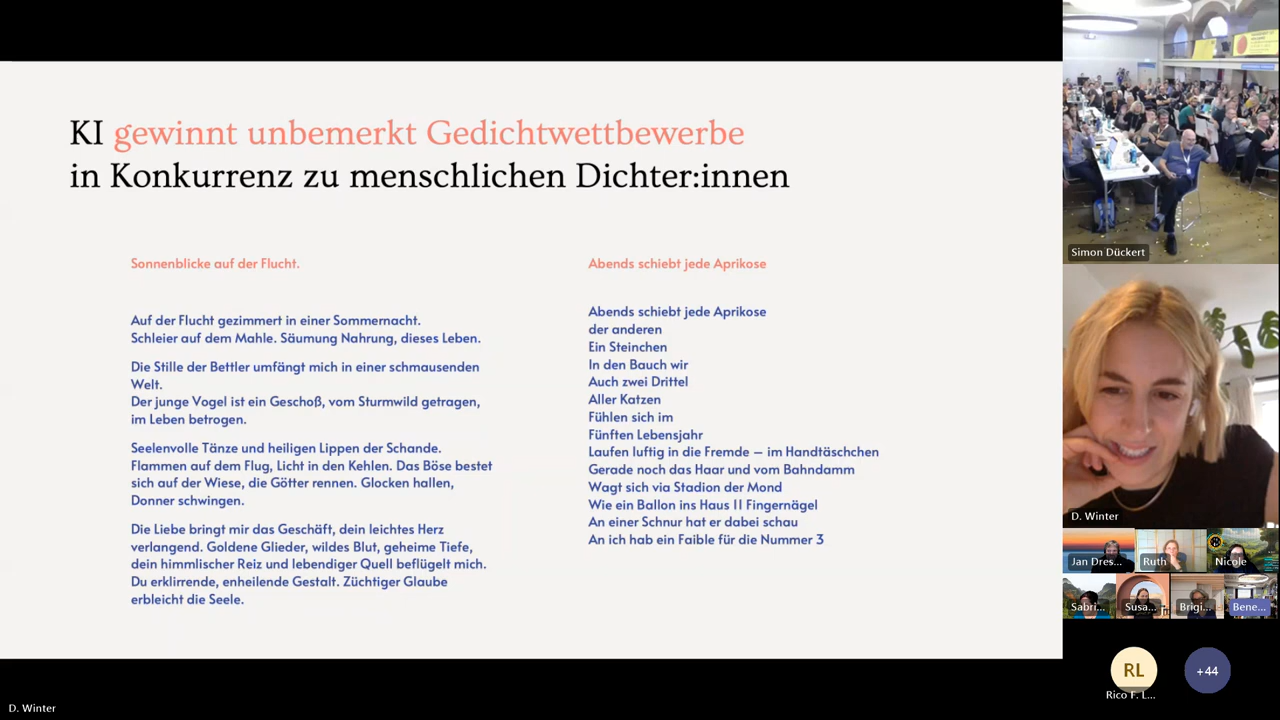 KI gewinnt unbemerkt Gedichtwettbewerbe
in Konkurrenz zu menschlichen Dichter:innen
Sonnenblicke auf der Flucht.
Auf der Flucht gezimmert in einer Sommernacht.
Schleier auf dem Mahle. Säumung Nahrung, dieses Leben.
Die Stille der Bettler umfängt mich in einer schmausenden
Welt.
Der junge Vogel ist ein Geschoß, vom Sturmwild getragen,
im Leben betrogen.
Seelenvolle Tänze und heiligen Lippen der Schande.
Flammen auf dem Flug, Licht in den Kehlen. Das Böse bestet
sich auf der Wiese, die Götter rennen. Glocken hallen,
Donner schwingen.
Die Liebe bringt mir das Geschäft, dein leichtes Herz
verlangend. Goldene Glieder, wildes Blut, geheime Tiefe,
dein himmlischer Reiz und lebendiger Quell beflügelt mich.
Du erklirrende, enheilende Gestalt. Züchtiger Glaube
erbleicht die Seele.
Abends schiebt jede Aprikose
Abends schiebt jede Aprikose
der anderen
Ein Steinchen
In den Bauch wir
Auch zwei Drittel
Aller Katzen
Fühlen sich im
Fünften Lebensjahr
Laufen luftig in die Fremde – im Handtäschchen
Gerade noch das Haar und vom Bahndamm
Wagt sich via Stadion der Mond
Wie ein Ballon ins Haus II Fingernägel
An einer Schnur hat er dabei schau
An ich hab ein Faible für die Nummer 3
Simon Dückert
D. Winter
Jan Dres...
Ruth
Nicole
Sabri...
Susa...
Brigi...
Bene...
RL
+44
Rico F. L...
D. Winter